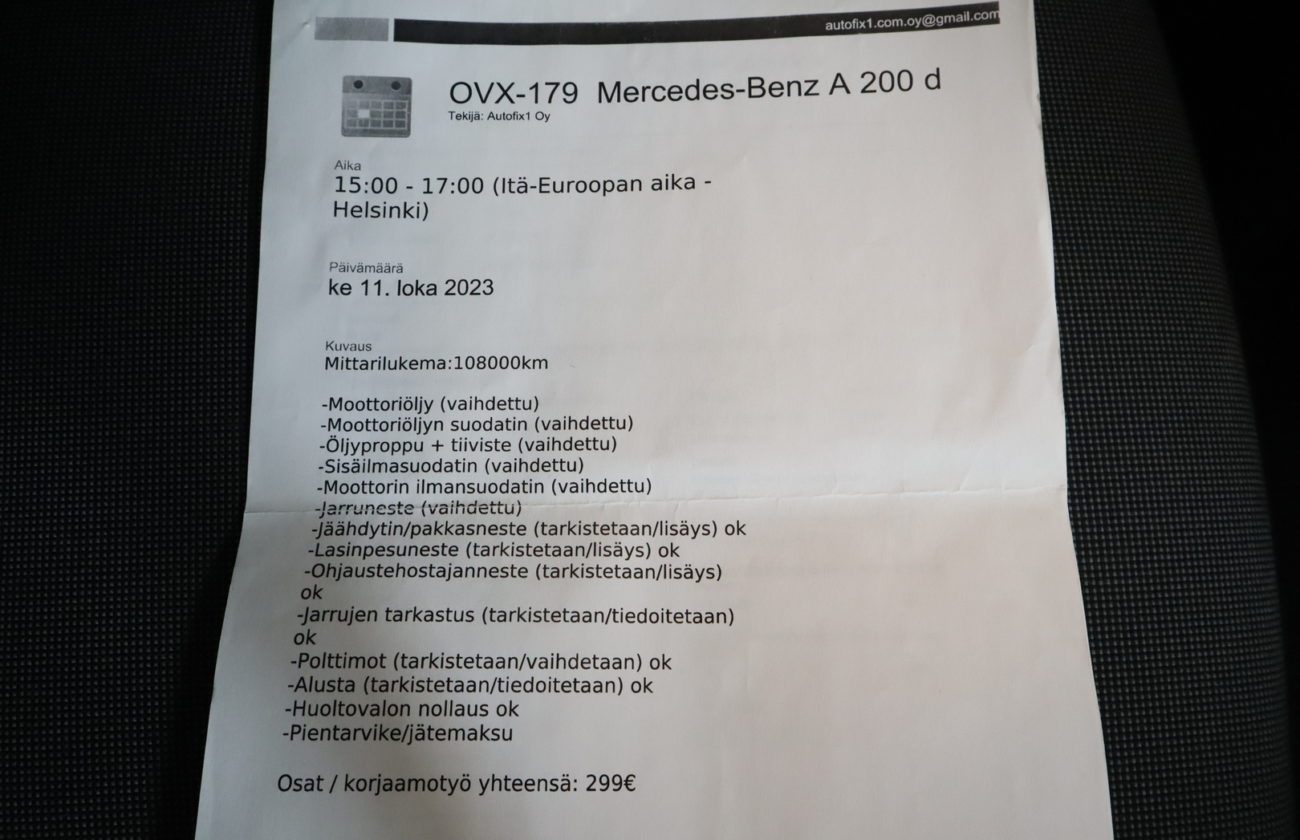 autofix1.com.oy@gmail.com
OVX-179 Mercedes-Benz A 200 d
Tekijä: Autofix1 Oy
Aika
15:00 - 17:00 (Itä-Euroopan aika -
Helsinki)
Päivämäärä
ke 11. loka 2023
Kuvaus
Mittarilukema:108000km
-Moottoriöljy (vaihdettu)
-Moottoriöljyn suodatin (vaihdettu)
-Öljyproppu + tiiviste (vaihdettu)
-Sisäilmasuodatin (vaihdettu)
-Moottorin ilmansuodatin (vaihdettu)
-Jarruneste (vaihdettu)
-Jäähdytin/pakkasneste (tarkistetaan/lisäys) ok
-Lasinpesuneste (tarkistetaan/lisäys) ok
-Ohjaustehostajanneste (tarkistetaan/lisäys)
ok
-Jarrujen tarkastus (tarkistetaan/tiedoitetaan)
ok
-Polttimot (tarkistetaan/vaihdetaan) ok
-Alusta (tarkistetaan/tiedoitetaan) ok
-Huoltovalon nollaus ok
-Pientarvike/jätemaksu
Osat / korjaamotyö yhteensä: 299€